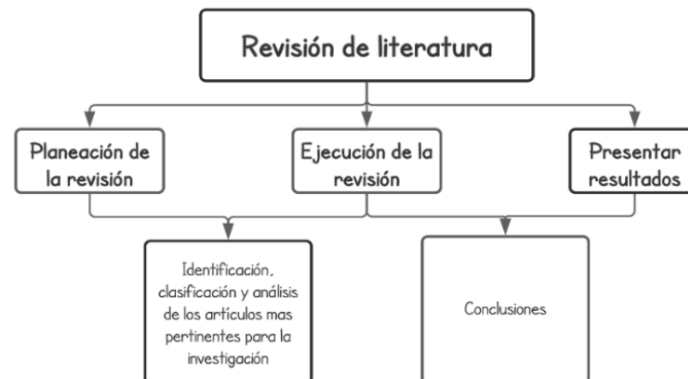 Revisión de literatura
Planeación de
la revisión
Ejecución de la
revisión
Presentar
resultados
Identificación,
clasificación y análisis
de los artículos mas
pertinentes para la
investigación
Conclusiones